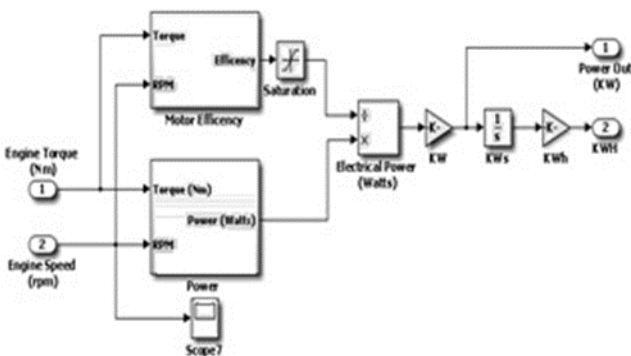 Torque
Efficency
RPM
Saturation
Motor Efficency
1
Power Out
(KW)
÷
×
K-
KW
1
s
KWs
K-
KWh
2
KWH
Electrical Power
(Watts)
Engine Torque
(Nm)
1
Torque (Nm)
Power (Watts)
2
RPM
Engine Speed
(rpm)
Power
Scope7